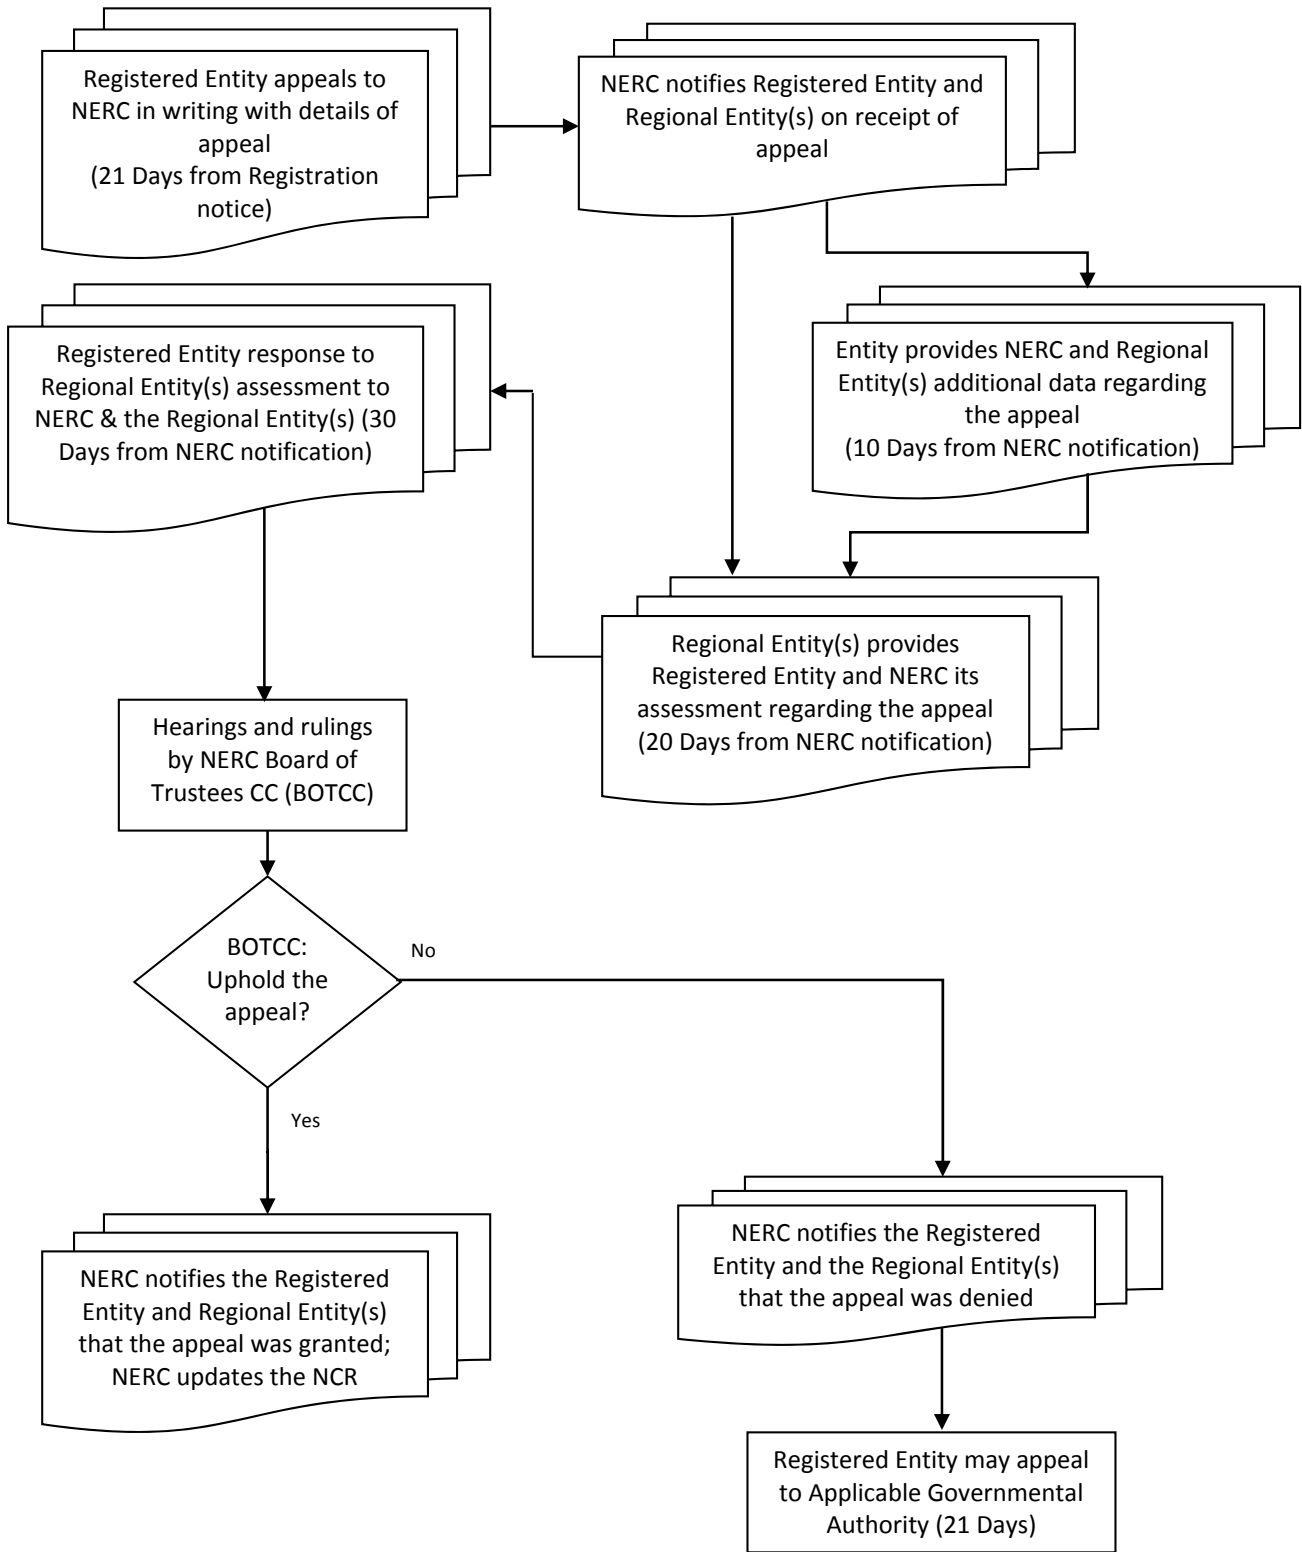 Registered Entity appeals to
NERC in writing with details of
appeal
(21 Days from Registration
notice)
NERC notifies Registered Entity and
Regional Entity(s) on receipt of
appeal
Entity provides NERC and Regional
Entity(s) additional data regarding
the appeal
(10 Days from NERC notification)
Regional Entity(s) provides
Registered Entity and NERC its
assessment regarding the appeal
(20 Days from NERC notification)
Registered Entity response to
Regional Entity(s) assessment to
NERC & the Regional Entity(s) (30
Days from NERC notification)
Hearings and rulings
by NERC Board of
Trustees CC (BOTCC)
BOTCC:
Uphold the
appeal?
No
Yes
NERC notifies the Registered
Entity and Regional Entity(s)
that the appeal was granted;
NERC updates the NCR
NERC notifies the Registered
Entity and the Regional Entity(s)
that the appeal was denied
Registered Entity may appeal
to Applicable Governmental
Authority (21 Days)